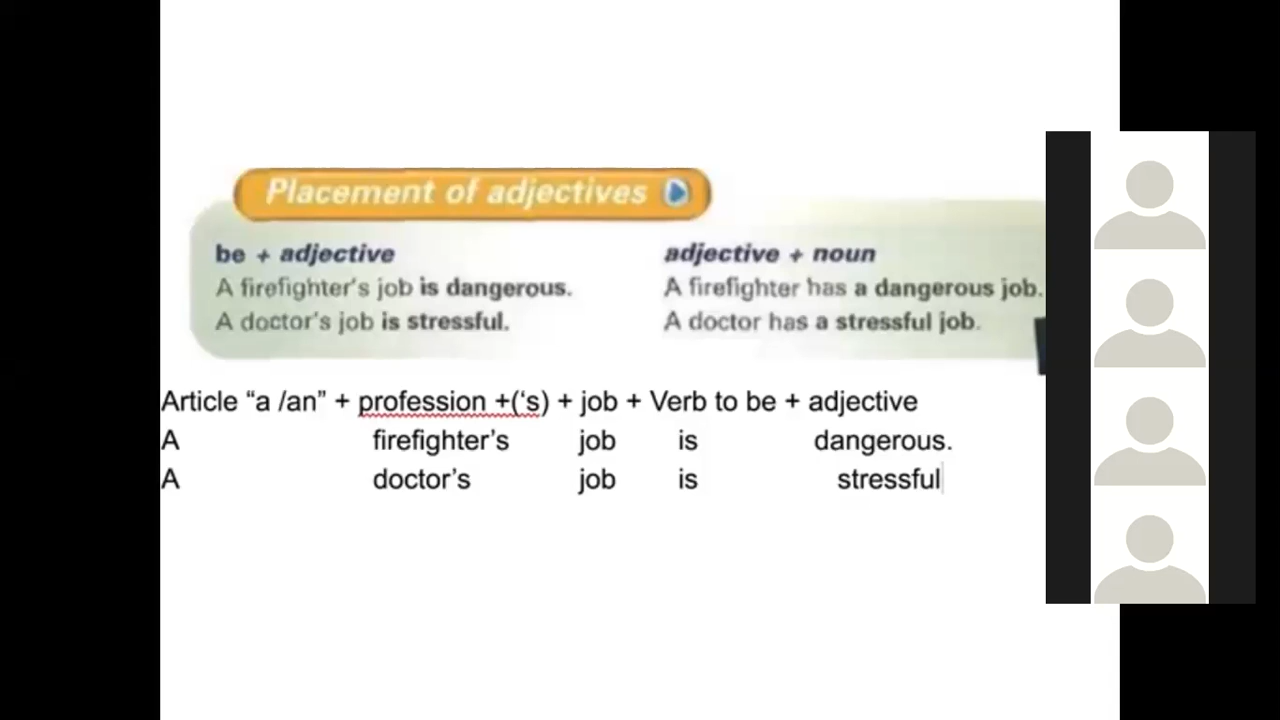 Placement of adjectives
be + adjective
A firefighter's job is dangerous.
A doctor's job is stressful.
adjective + noun
A firefighter has a dangerous job.
A doctor has a stressful job.
Article “a /an” + profession +(‘s) + job + Verb to be + adjective
A firefighter’s job is dangerous.
A doctor’s job is stressful